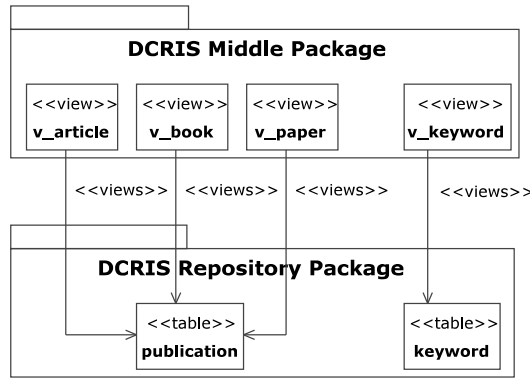 DCRIS Middle Package
<<view>> <<view>> <<view>> <<view>>
v_article v_book v_paper v_keyword
<<views>> <<views>> <<views>> <<views>>
DCRIS Repository Package
<<table>> <<table>>
publication keyword